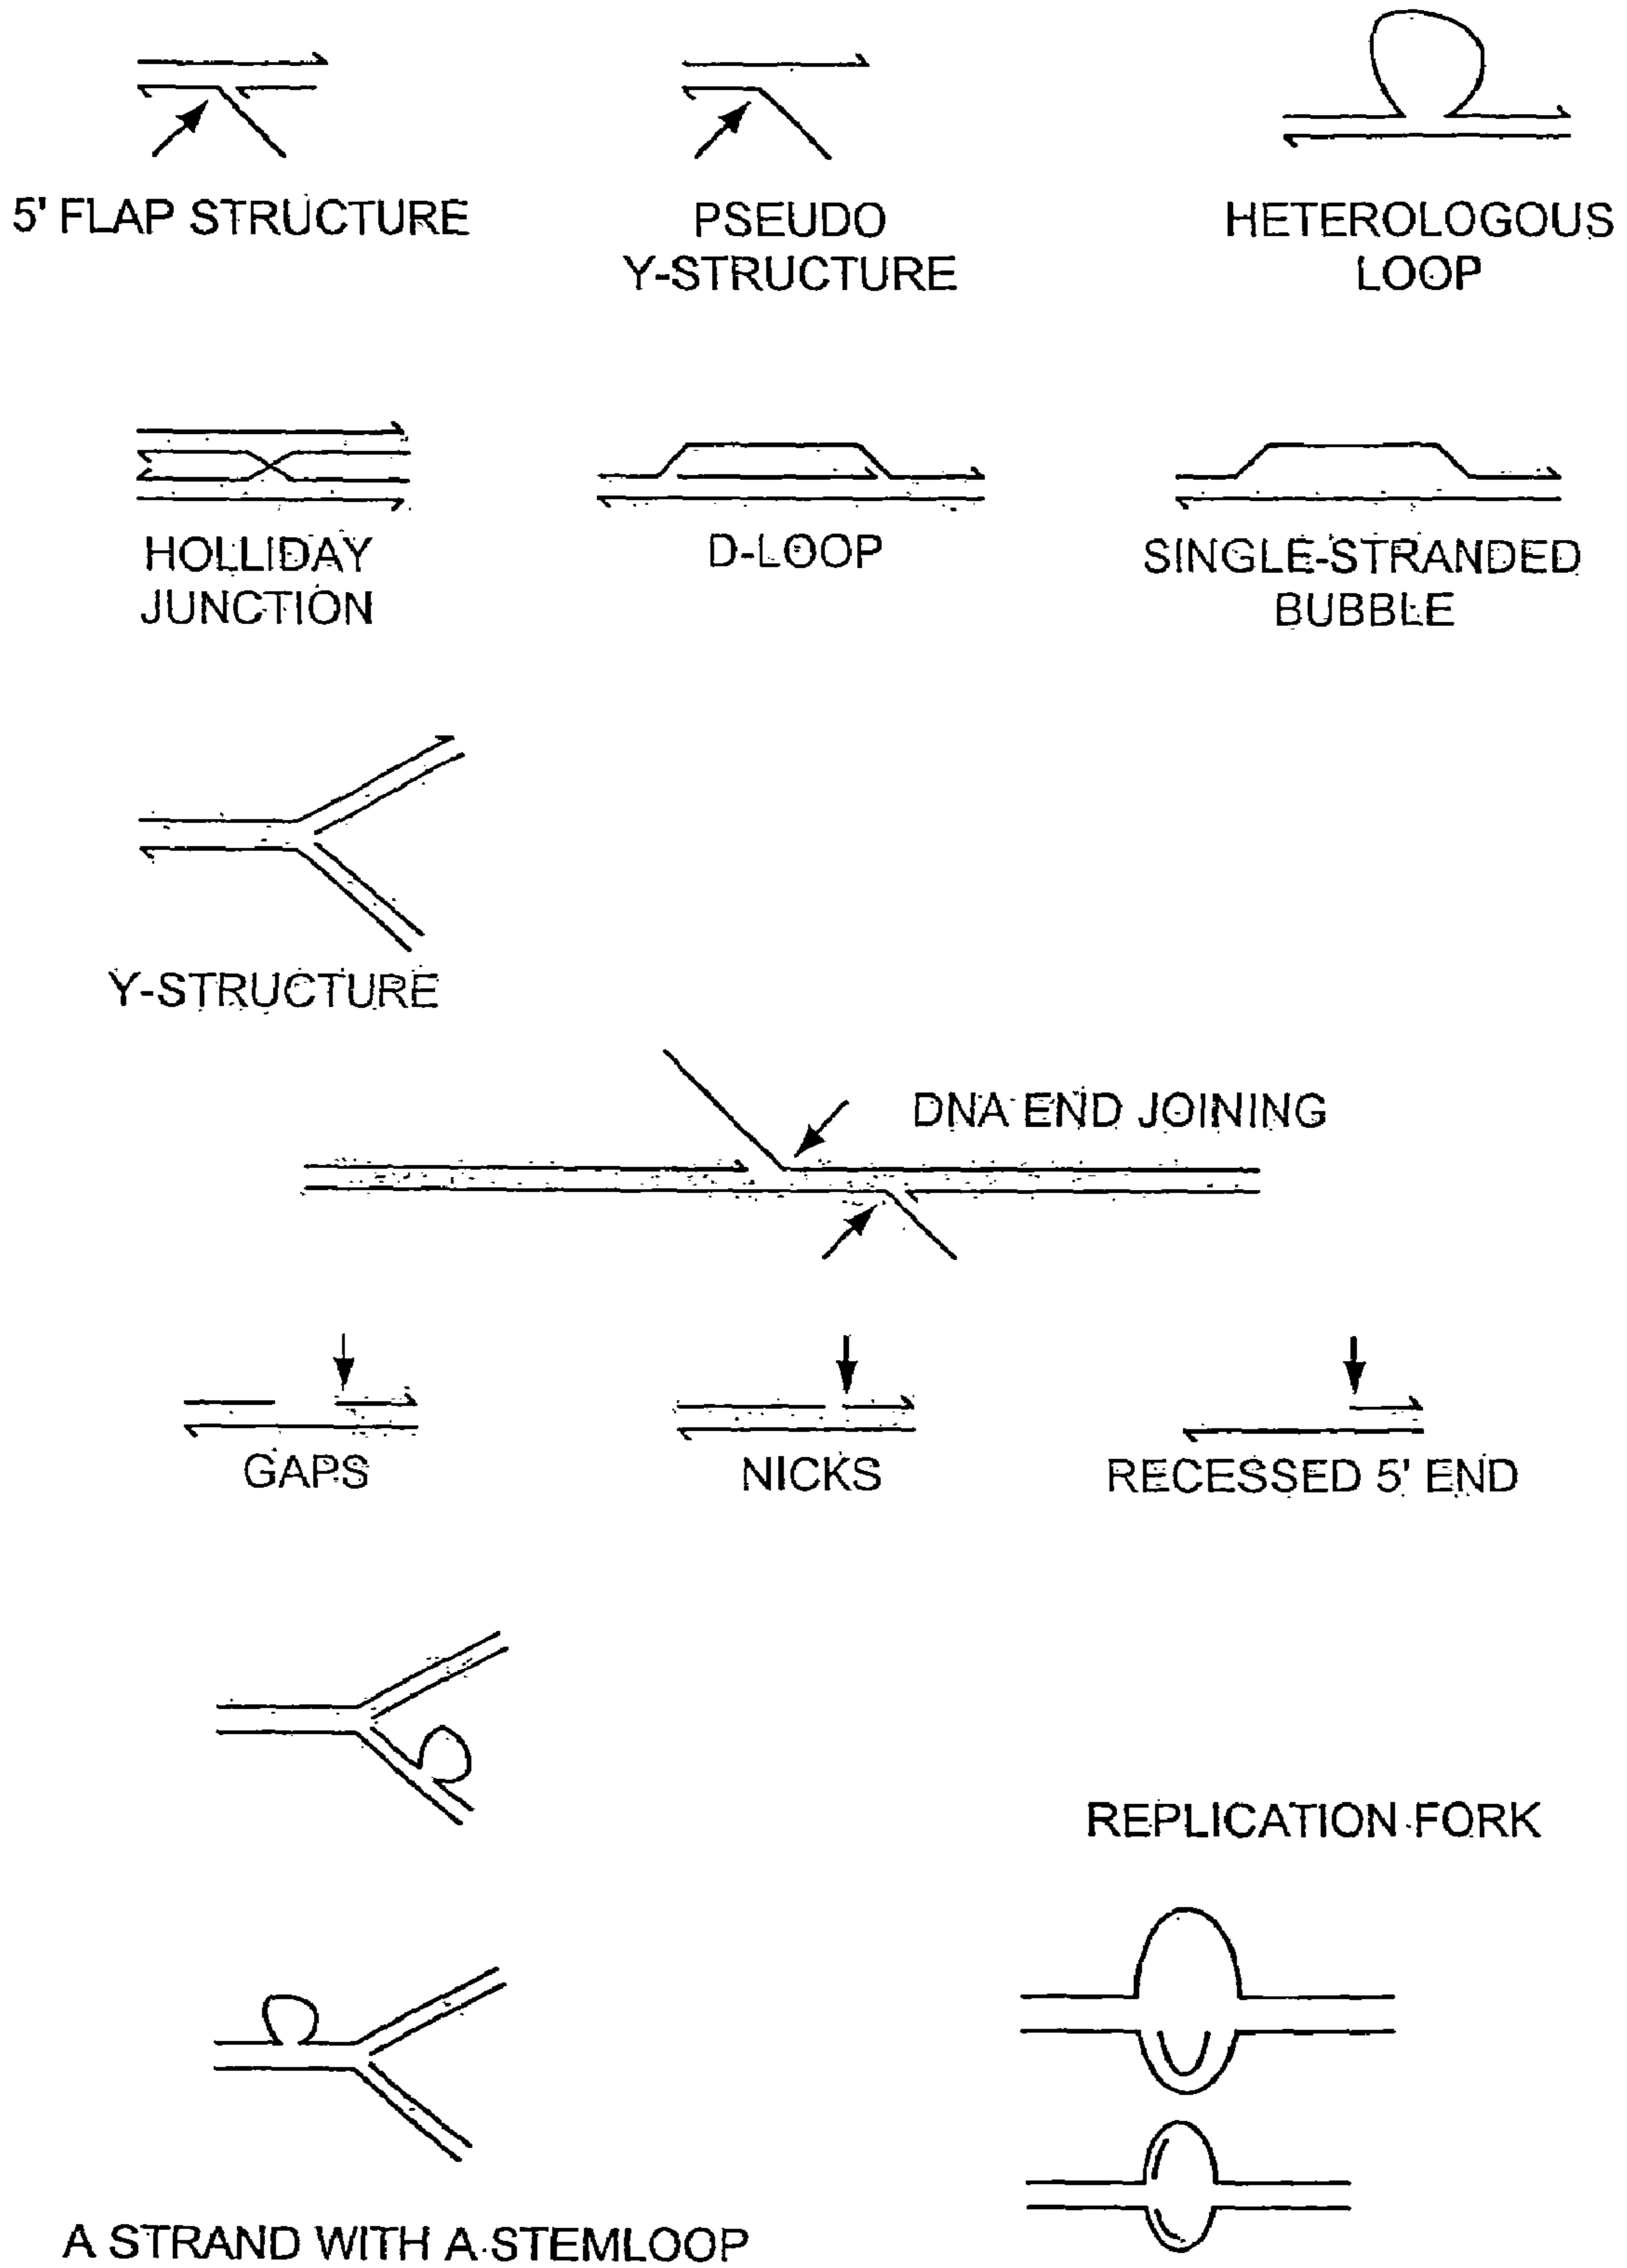 5' FLAP STRUCTURE
PSEUDO
Y-STRUCTURE
HETEROLOGOUS
LOOP
HOLLIDAY
JUNCTION
D-LOOP
SINGLE-STRANDED
BUBBLE
Y-STRUCTURE
DNA END JOINING
GAPS
NICKS
RECESSED 5' END
REPLICATION FORK
A STRAND WITH A STEMLOOP